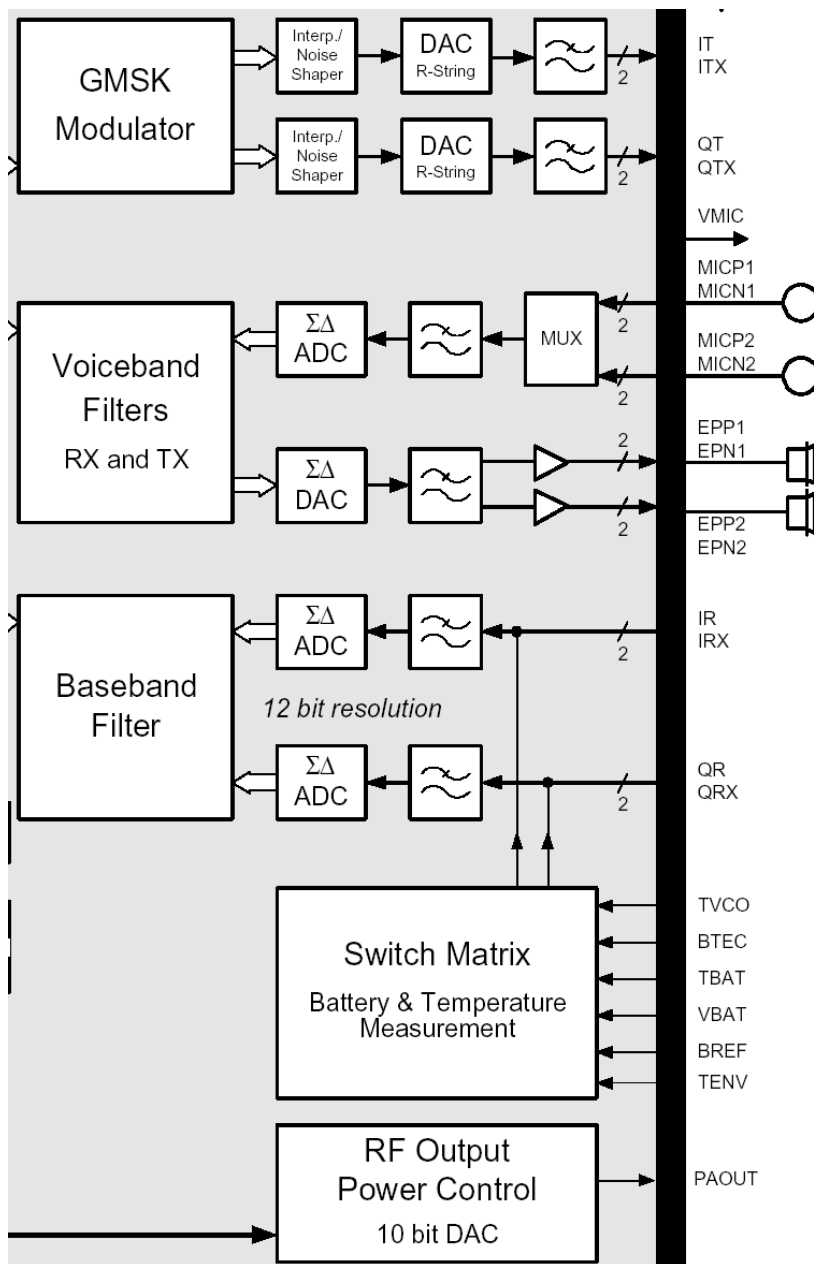 GMSK
Modulator
Interp./
Noise
Shaper
DAC
R-String
2
IT
ITX
Interp./
Noise
Shaper
DAC
R-String
2
QT
QTX
VMIC
Voiceband
Filters
RX and TX
ΣΔ
ADC
MUX
2
MICP1
MICN1
2
MICP2
MICN2
ΣΔ
DAC
2
EPP1
EPN1
2
EPP2
EPN2
Baseband
Filter
ΣΔ
ADC
2
IR
IRX
12 bit resolution
ΣΔ
ADC
2
QR
QRX
Switch Matrix
Battery & Temperature
Measurement
TVCO
BTEC
TBAT
VBAT
BREF
TENV
RF Output
Power Control
10 bit DAC
PAOUT